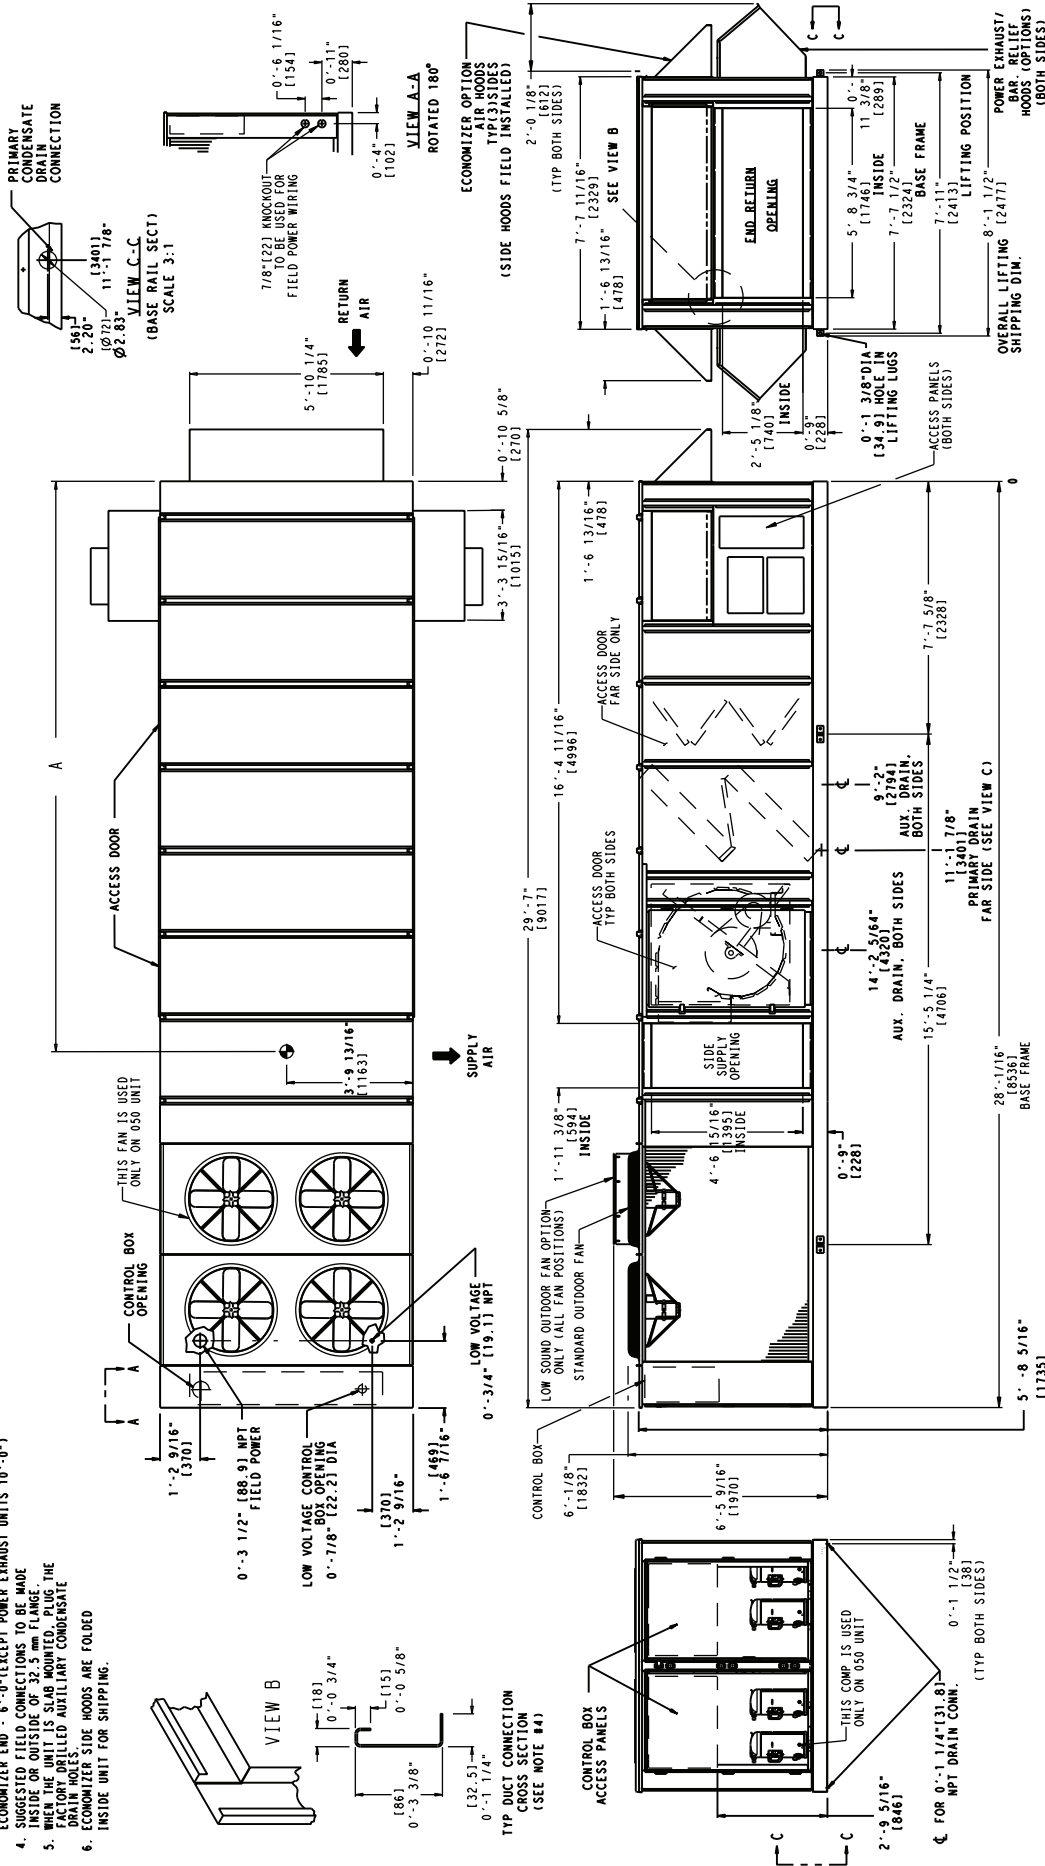 ECONOMIZER END - 6'-0"(EXCEPT POWER EXHAUST UNITS 10'-0")
4. SUGGESTED FIELD CONNECTIONS TO BE MADE
INSIDE OR OUTSIDE OF 32.5 mm FLANGE.
5. WHEN THE UNIT IS SLAB MOUNTED, PLUG THE
FACTORY DRILLED AUXILIARY CONDENSATE
DRAIN HOLES.
6. ECONOMIZER SIDE HOODS ARE FOLDED
INSIDE UNIT FOR SHIPPING.
PRIMARY
CONDENSATE
DRAIN
CONNECTION
[3401]
11'-1 7/8"
[56]
2.20"
[Ø72]
Ø2.83"
VIEW C-C
(BASE RAIL SECT)
SCALE 3:1
0'-6 1/16"
[154]
0'-11"
[280]
7/8"[22] KNOCKOUT
TO BE USED FOR
FIELD POWER WIRING
0'-4"
[102]
VIEW A-A
ROTATED 180°
A
ACCESS DOOR
5'-10 1/4"
[1785]
RETURN
AIR
0'-10 11/16"
[272]
0'-10 5/8"
[270]
3'-3 15/16"
[1015]
3'-9 13/16"
[1163]
SUPPLY
AIR
THIS FAN IS USED
ONLY ON 050 UNIT
CONTROL BOX
OPENING
A
A
1'-2 9/16"
[370]
0'-3 1/2" [88.9] NPT
FIELD POWER
LOW VOLTAGE CONTROL
BOX OPENING
0'-7/8" [22.2] DIA
[370]
1'-2 9/16"
[469]
1'-6 7/16"
LOW VOLTAGE
0'-3/4" [19.1] NPT
VIEW B
[18]
0'-0 3/4"
[15]
0'-0 5/8"
[86]
0'-3 3/8"
[32.5]
0'-1 1/4"
TYP DUCT CONNECTION
CROSS SECTION
(SEE NOTE #4)
ECONOMIZER OPTION
AIR HOODS
TYP(3)SIDES
(SIDE HOODS FIELD INSTALLED)
2'-0 1/8"
[612]
(TYP BOTH SIDES)
7'-7 11/16"
[2329]
SEE VIEW B
1'-6 13/16"
[478]
END RETURN
OPENING
C
C
POWER EXHAUST/
BAR. RELIEF
HOODS (OPTIONS)
(BOTH SIDES)
0'-
11 3/8"
[289]
5' 8 3/4"
[1746]
INSIDE
7'-7 1/2"
[2324]
BASE FRAME
7'-11"
[2413]
LIFTING POSITION
8'-1 1/2"
[2477]
OVERALL LIFTING
SHIPPING DIM.
2'-5 1/8"
[740]
INSIDE
0'-9"
[228]
0'-1 3/8"DIA
[34.9] HOLE IN
LIFTING LUGS
29'-7"
[9017]
16'-4 11/16"
[4996]
1'-6 13/16"
[478]
ACCESS PANELS
(BOTH SIDES)
ACCESS DOOR
FAR SIDE ONLY
ACCESS DOOR
TYP BOTH SIDES
SIDE
SUPPLY
OPENING
1'-11 3/8"
[594]
INSIDE
4'-6 15/16"
[1395]
INSIDE
0'-9"
[228]
LOW SOUND OUTDOOR FAN OPTION
ONLY (ALL FAN POSITIONS)
STANDARD OUTDOOR FAN
CONTROL BOX
6'-1/8"
[1832]
6'-5 9/16"
[1970]
5'-8 5/16"
[1735]
0
7'-7 5/8"
[2328]
9'-2"
[2794]
AUX. DRAIN,
BOTH SIDES
11'-1 7/8"
[3401]
PRIMARY DRAIN
FAR SIDE (SEE VIEW C)
14'-2 5/64"
[4320]
AUX. DRAIN, BOTH SIDES
15'-5 1/4"
[4706]
28'-1/16"
[8536]
BASE FRAME
CONTROL BOX
ACCESS PANELS
THIS COMP IS USED
ONLY ON 050 UNIT
0'-1 1/2"
[38]
(TYP BOTH SIDES)
C
C
2'-9 5/16"
[846]
℄ FOR 0'-1 1/4"[31.8]
NPT DRAIN CONN.